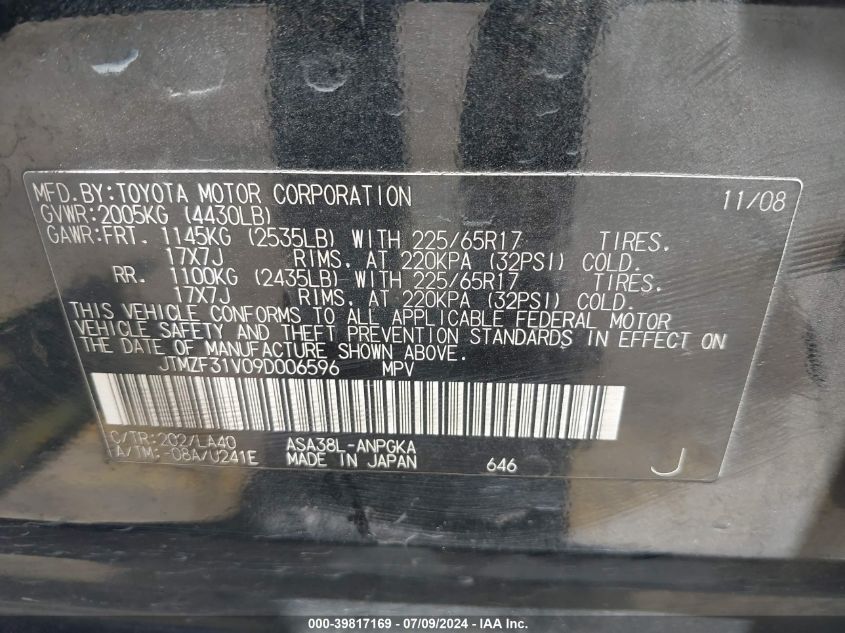 MFD.BY:TOYOTA MOTOR CORPORATION 11/08
GVWR:2005KG (4430LB)
GAWR:FRT. 1145KG (2535LB) WITH 225/65R17 TIRES.
17X7J RIMS, AT 220KPA (32PSI) COLD.
RR. 1100KG (2435LB) WITH 225/65R17 TIRES.
17X7J RIMS, AT 220KPA (32PSI) COLD.
THIS VEHICLE CONFORMS TO ALL APPLICABLE FEDERAL MOTOR
VEHICLE SAFETY AND THEFT PREVENTION STANDARDS IN EFFECT ON
THE DATE OF MANUFACTURE SHOWN ABOVE.
JTMZF31V09D006596 MPV
C/TR:202/LA40 ASA38L-ANPGKA
A/TM:-08A/U241E MADE IN JAPAN 646 J
000-39817169 - 07/09/2024 - IAA Inc.